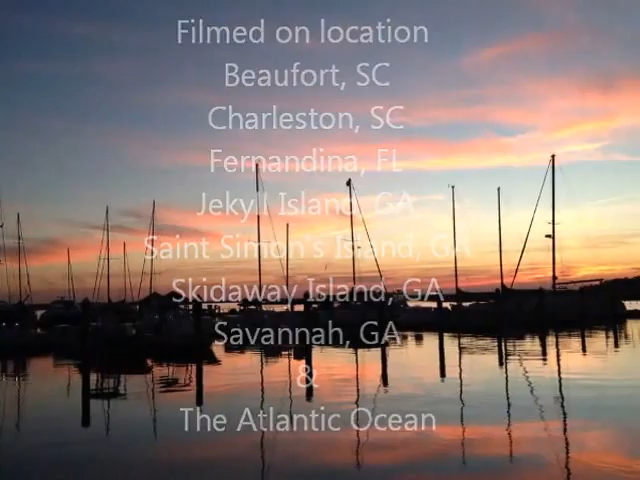 Filmed on location
Beaufort, SC
Charleston, SC
Fernandina, FL
Jekyl Island, GA
Saint Simon's Island, GA
Skidaway Island, GA
Savannah, GA
&
The Atlantic Ocean